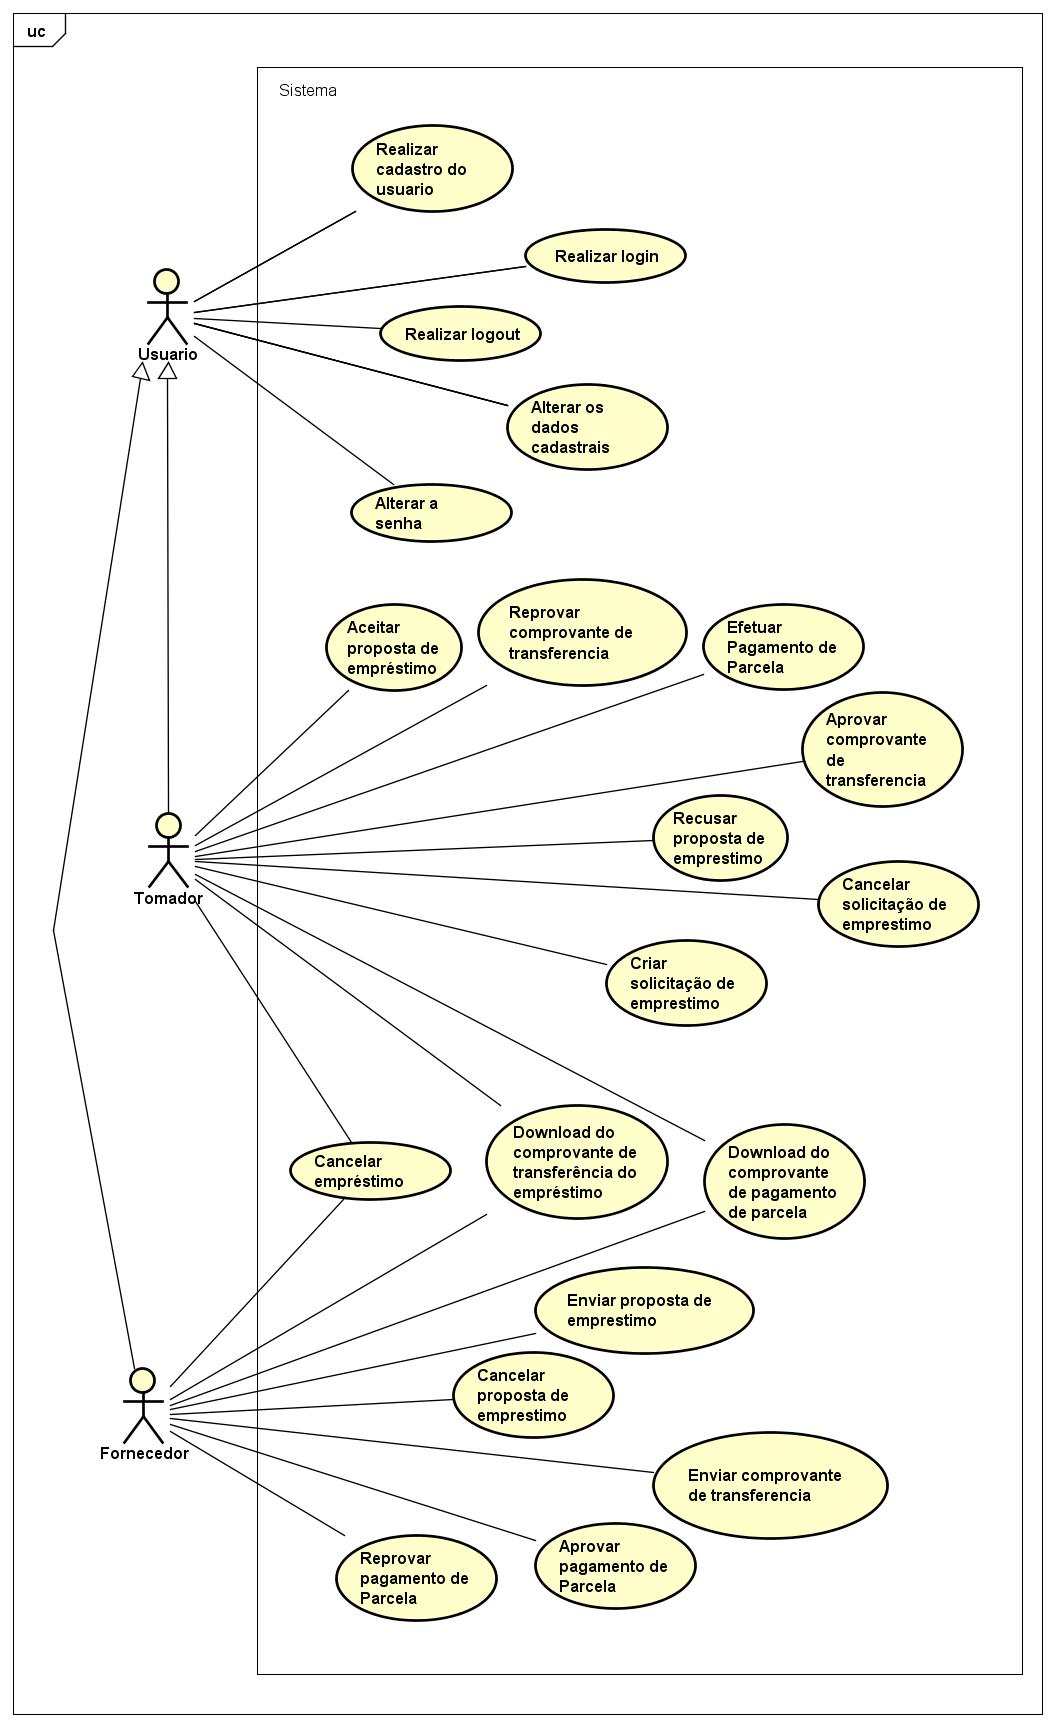 uc
Sistema
Realizar
cadastro do
usuario
Realizar login
Realizar logout
Usuario
Alterar os
dados
cadastrais
Alterar a
senha
Aceitar
proposta de
empréstimo
Reprovar
comprovante de
transferencia
Efetuar
Pagamento de
Parcela
Aprovar
comprovante
de
transferencia
Recusar
proposta de
emprestimo
Cancelar
solicitação de
emprestimo
Tomador
Criar
solicitação de
emprestimo
Cancelar
empréstimo
Download do
comprovante de
transferência do
empréstimo
Download do
comprovante
de pagamento
de parcela
Enviar proposta de
emprestimo
Cancelar
proposta de
emprestimo
Fornecedor
Enviar comprovante
de transferencia
Reprovar
pagamento de
Parcela
Aprovar
pagamento de
Parcela